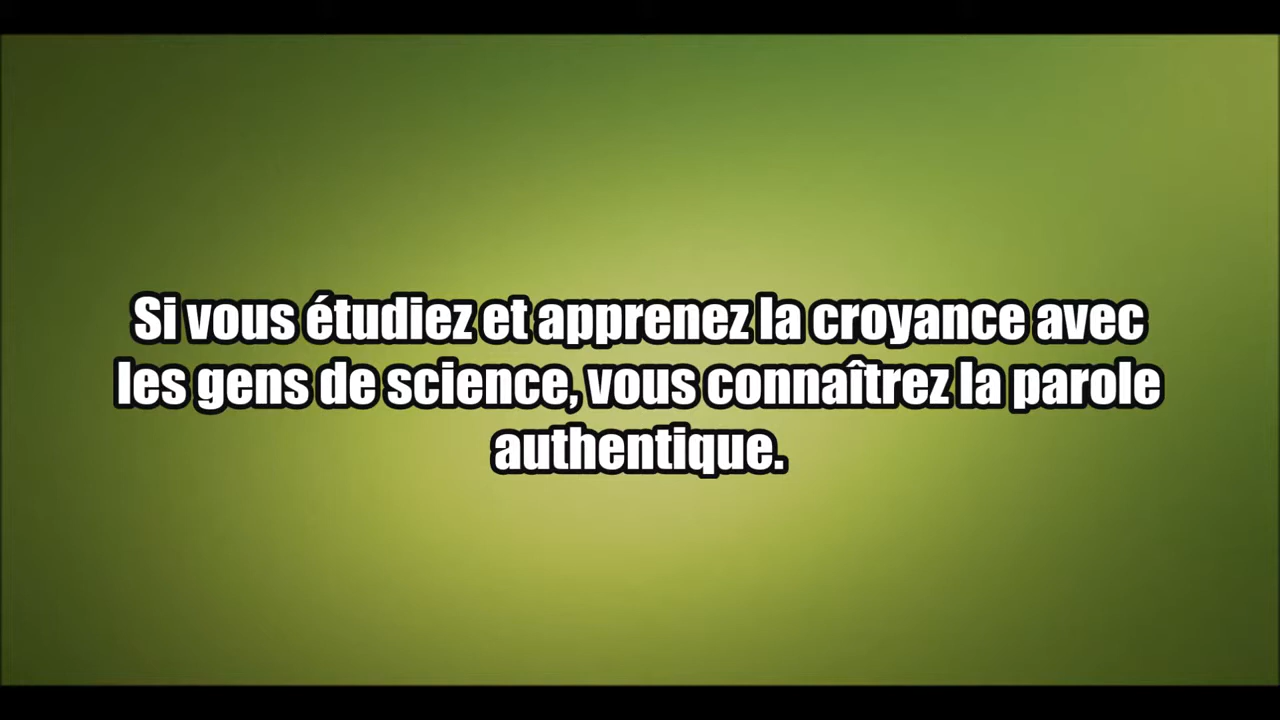 Si vous étudiez et apprenez la croyance avec
les gens de science, vous connaîtrez la parole
authentique.